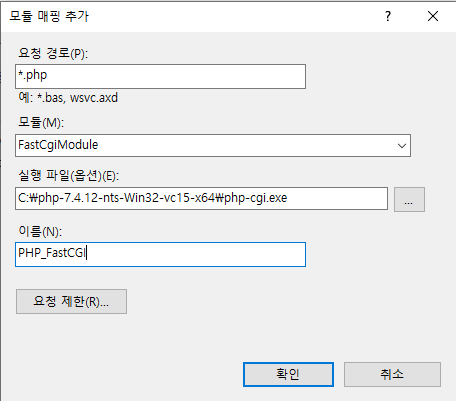 모듈 매핑 추가
요청 경로(P):
*.php
예: *.bas, wsvc.axd
모듈(M):
FastCgiModule
실행 파일(옵션)(E):
C:₩php-7.4.12-nts-Win32-vc15-x64₩php-cgi.exe
...
이름(N):
PHP_FastCGI
요청 제한(R)...
확인
취소